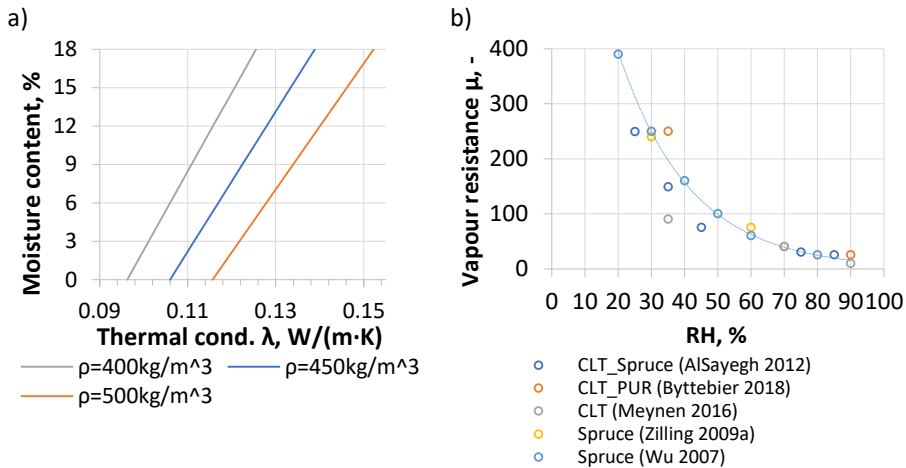 a)
Moisture content, %
18
15
12
9
6
3
0
0.09
0.11
0.13
0.15
Thermal cond. λ, W/(m·K)
ρ=400kg/m^3
ρ=450kg/m^3
ρ=500kg/m^3
b)
Vapour resistance μ, -
400
300
200
100
0
0
10
20
30
40
50
60
70
80
90
100
RH, %
CLT_Spruce (AlSayegh 2012)
CLT_PUR (Byttebier 2018)
CLT (Meynen 2016)
Spruce (Zilling 2009a)
Spruce (Wu 2007)